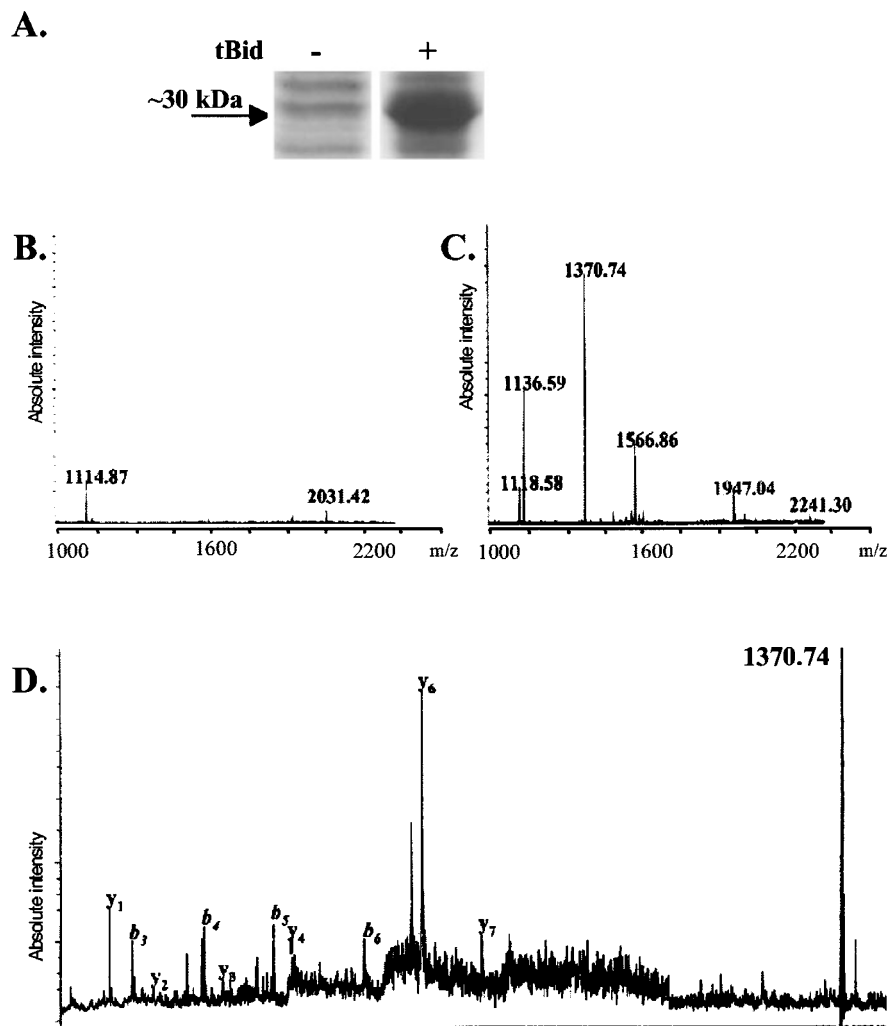 A.
tBid - +
~30 kDa
B.
Absolute intensity
1114.87
2031.42
1000 1600 2200 m/z
C.
Absolute intensity
1370.74
1136.59
1566.86
1118.58
1947.04
2241.30
1000 1600 2200 m/z
D.
Absolute intensity
1370.74
y6
y1
b3
y2
b4
y3
b5
y4
b6
y7